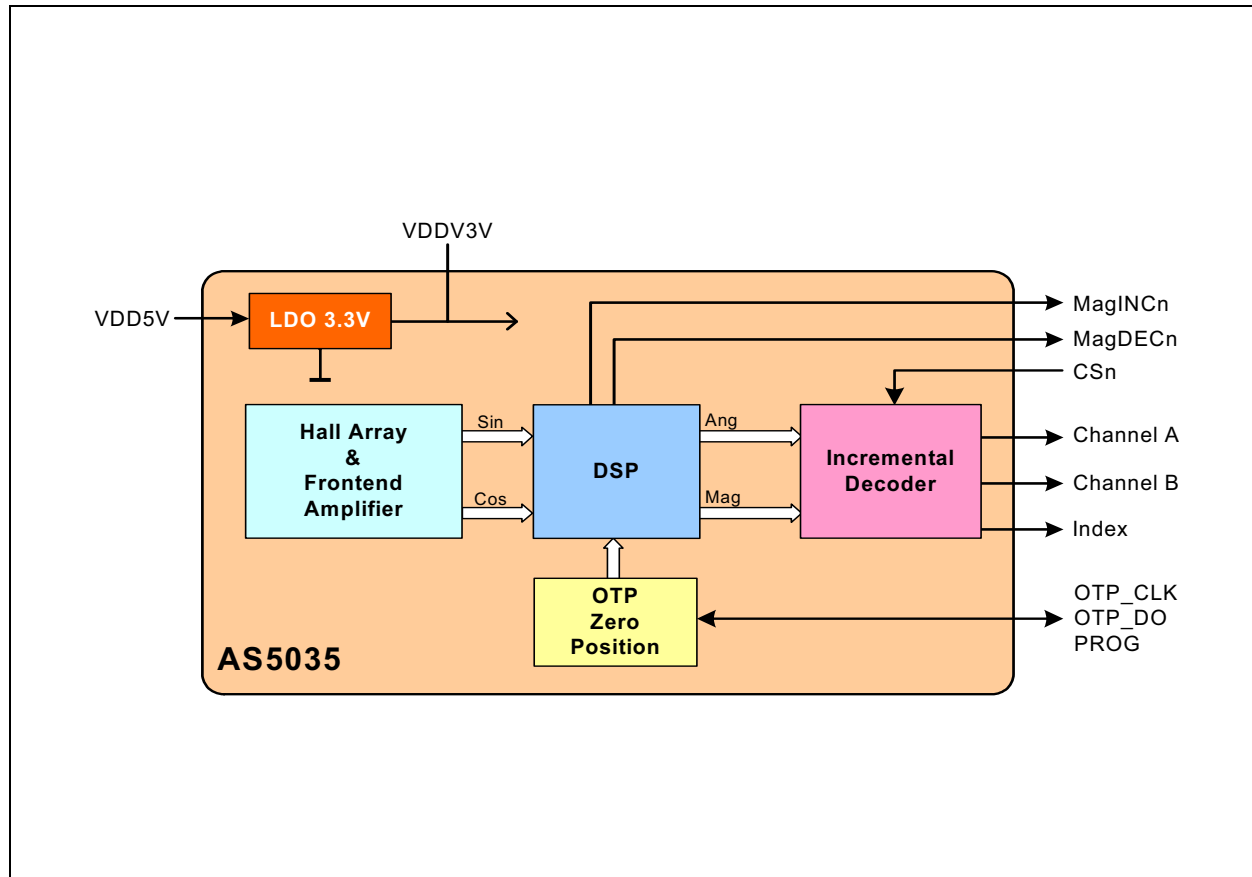 VDDV3V
VDD5V
LDO 3.3V
MagINCn
MagDECn
CSn
Hall Array
&
Frontend
Amplifier
Sin
Cos
DSP
Ang
Mag
Incremental
Decoder
Channel A
Channel B
Index
OTP
Zero
Position
OTP_CLK
OTP_DO
PROG
AS5035